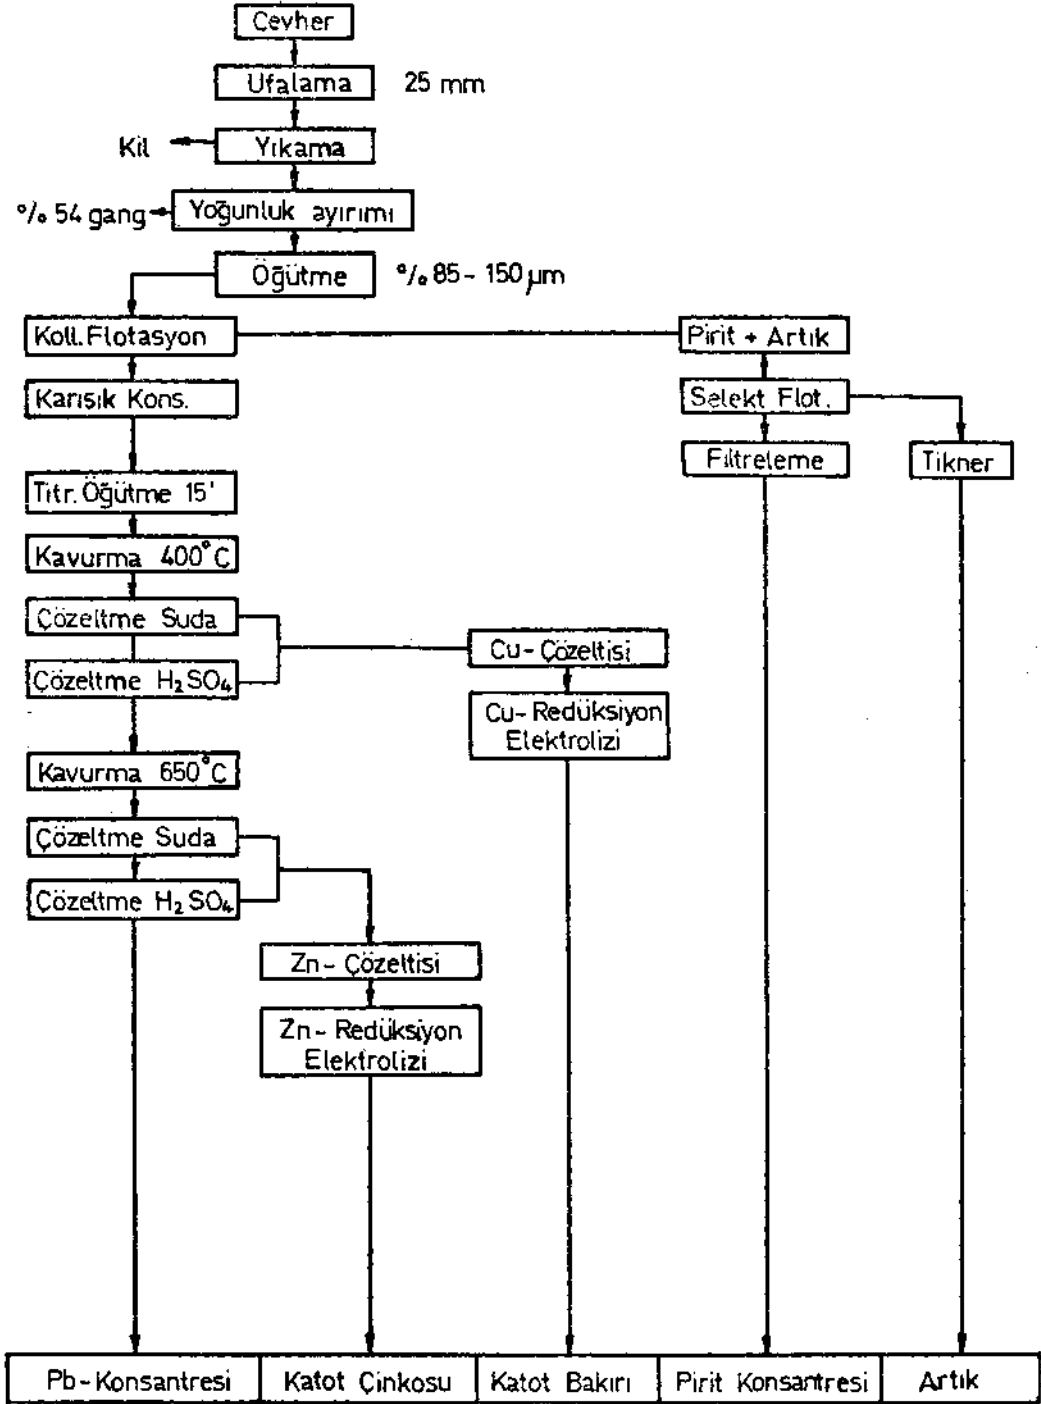 Cevher
Ufalama 25 mm
Kil Yıkama
% 54 gang Yoğunluk ayırımı
Öğütme % 85 - 150 µm
Koll. Flotasyon Pirit + Artık
Karışık Kons. Selekt Flot.
Filtreleme Tikner
Titr. Öğütme 15'
Kavurma 400°C
Çözeltme Suda
Cu - Çözeltisi
Çözeltme H₂SO₄
Cu - Redüksiyon
Elektrolizi
Kavurma 650°C
Çözeltme Suda
Çözeltme H₂SO₄
Zn - Çözeltisi
Zn - Redüksiyon
Elektrolizi
Pb - Konsantresi Katot Çinkosu Katot Bakırı Pirit Konsantresi Artık